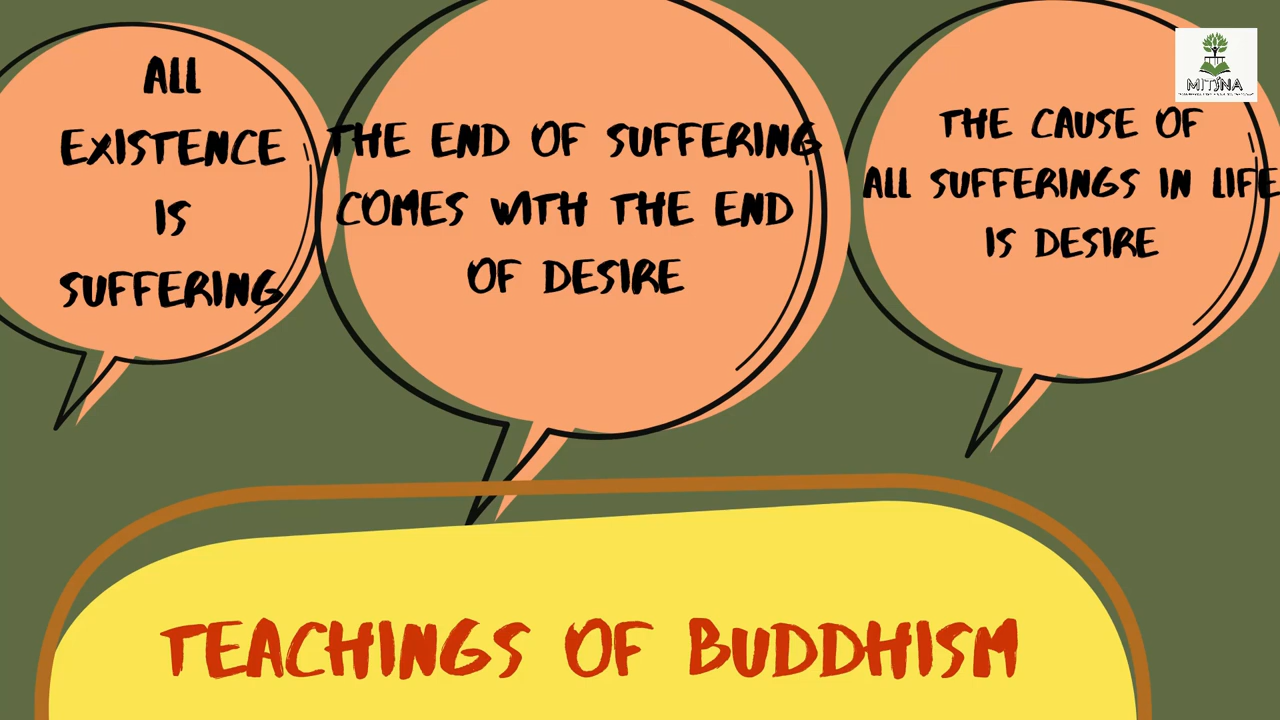 ALL
EXISTENCE
IS
SUFFERING
THE END OF SUFFERING
COMES WITH THE END
OF DESIRE
THE CAUSE OF
ALL SUFFERINGS IN LIFE
IS DESIRE
MITJNA
TEACHINGS OF BUDDHISM